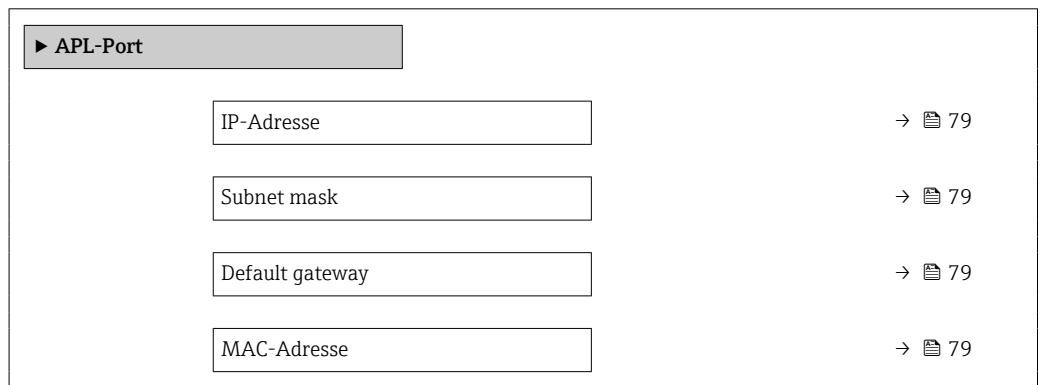 ▶ APL-Port
IP-Adresse → 79
Subnet mask → 79
Default gateway → 79
MAC-Adresse → 79